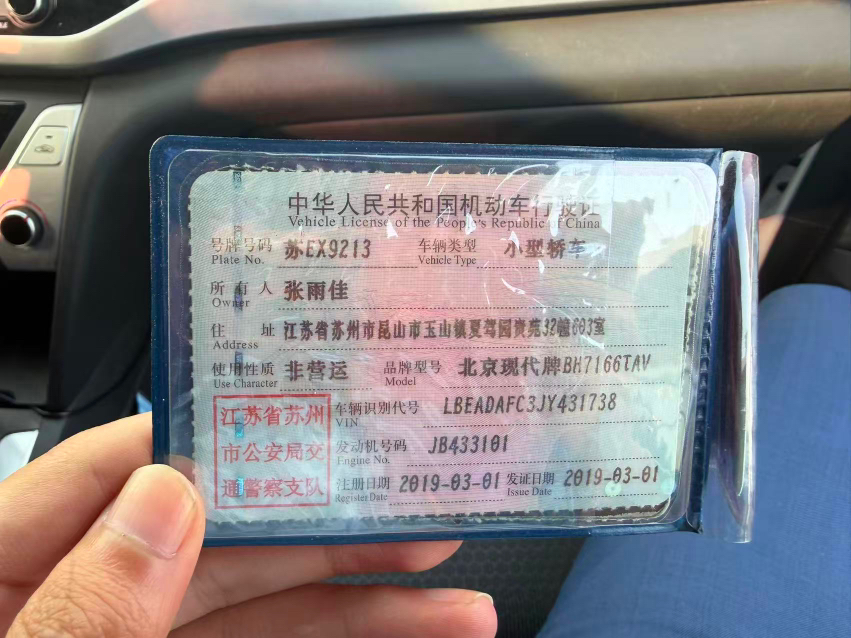 中华人民共和国机动车行驶证
Vehicle License of the People's Republic of China
号牌号码 苏EX9213 车辆类型 小型轿车
Plate No. Vehicle Type
所有人 张雨佳
Owner
住址 江苏省苏州市昆山市玉山镇夏驾园赏苑32幢603室
Address
使用性质 非营运 品牌型号 北京现代牌BH7166TAV
Use Character Model
江苏省苏州 车辆识别代号 LBEADAFC3JY431738
VIN
市公安局交 发动机号码 JB433101
Engine No.
通警察支队 注册日期 2019-03-01 发证日期 2019-03-01
Register Date Issue Date